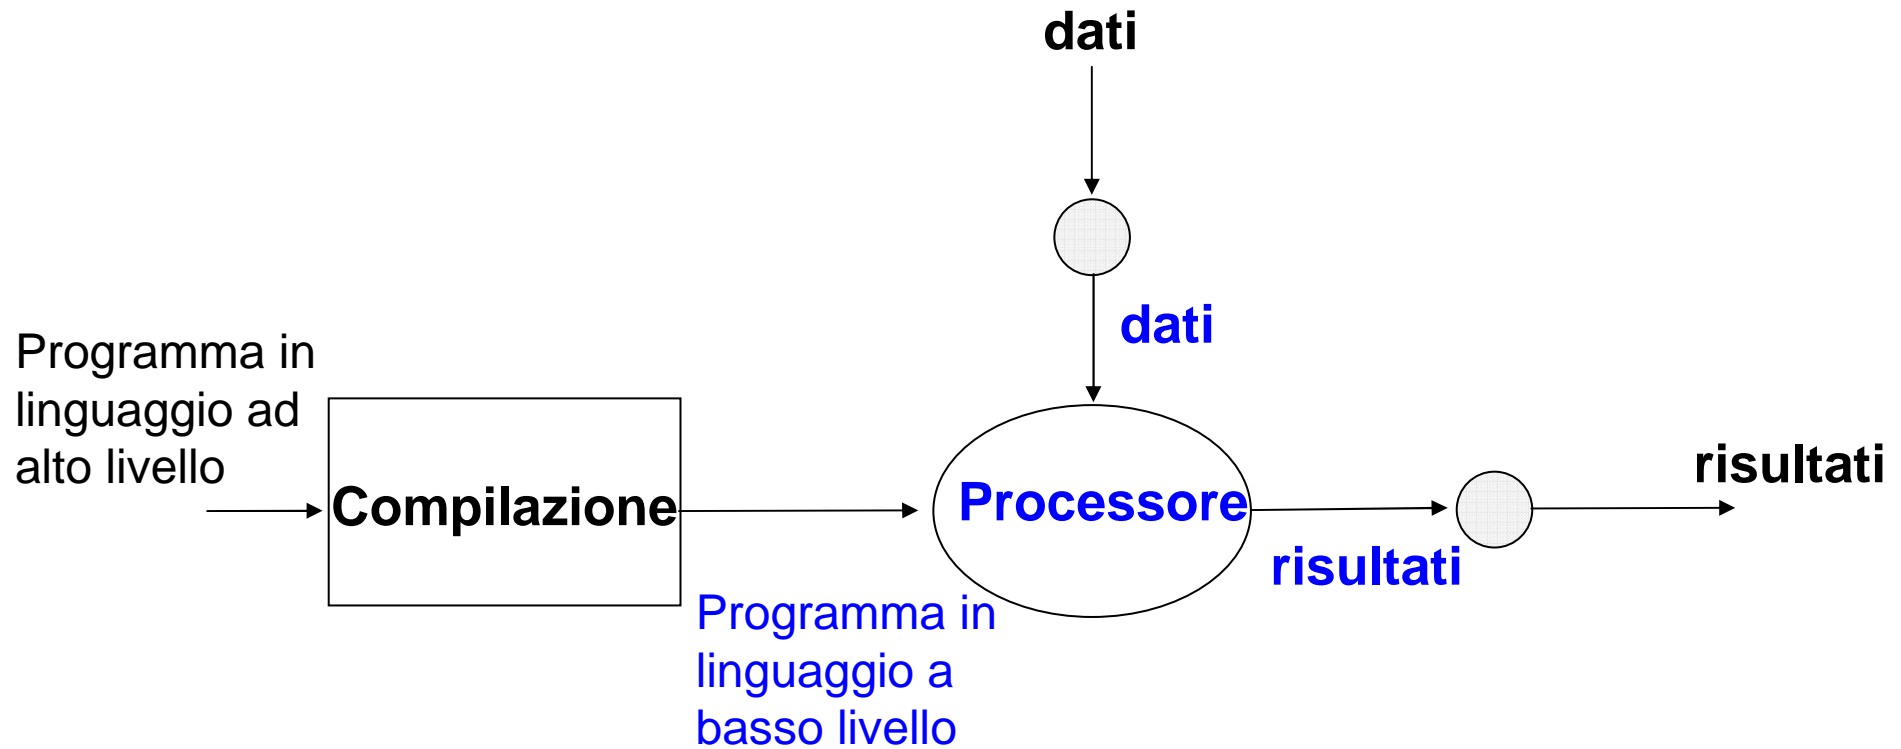 dati
dati
Programma in
linguaggio ad
alto livello
Compilazione
Processore
risultati
risultati
Programma in
linguaggio a
basso livello